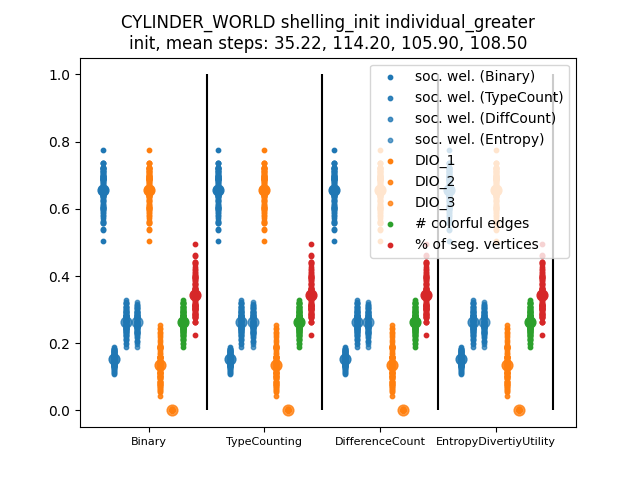 CYLINDER_WORLD shelling_init individual_greater
init, mean steps: 35.22, 114.20, 105.90, 108.50
1.0
0.8
0.6
0.4
0.2
0.0
soc. wel. (Binary)
soc. wel. (TypeCount)
soc. wel. (DiffCount)
soc. wel. (Entropy)
DIO_1
DIO_2
DIO_3
# colorful edges
% of seg. vertices
Binary
TypeCounting
DifferenceCount
EntropyDivertiyUtility